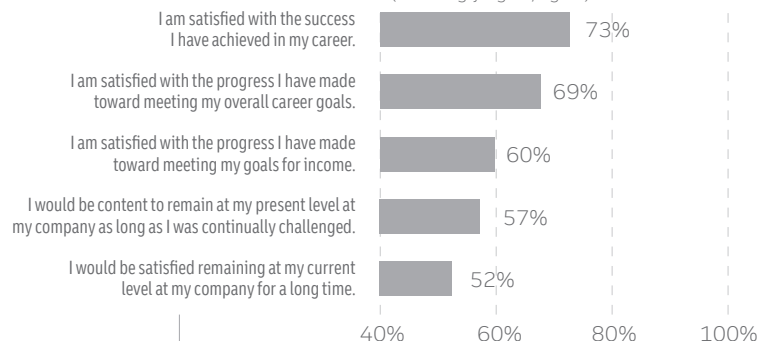 I am satisfied with the success
I have achieved in my career.
73%
I am satisfied with the progress I have made
toward meeting my overall career goals.
69%
I am satisfied with the progress I have made
toward meeting my goals for income.
60%
I would be content to remain at my present level at
my company as long as I was continually challenged.
57%
I would be satisfied remaining at my current
level at my company for a long time.
52%
40% 60% 80% 100%